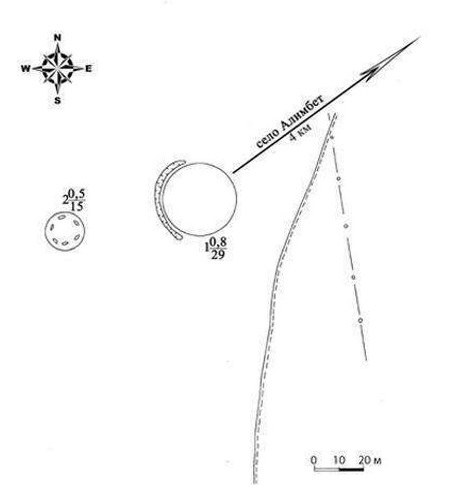 N
W E
S
село Алимбет
4 км
2 0,5/15
1 0,8/29
0 10 20 м